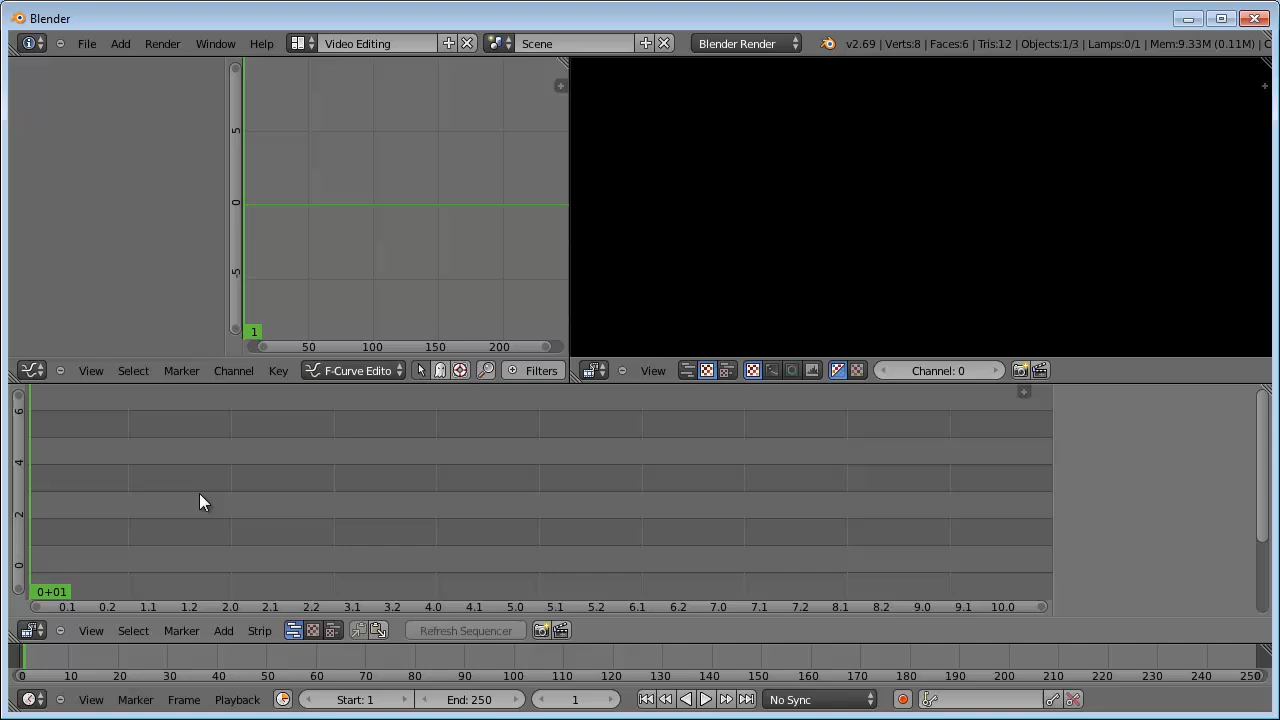 Blender
File Add Render Window Help Video Editing Scene Blender Render v2.69 | Verts:8 | Faces:6 | Tris:12 | Objects:1/3 | Lamps:0/1 | Mem:9.33M (0.11M) | C
5
0
-5
1
50 100 150 200
View Select Marker Channel Key F-Curve Edito Filters View Channel: 0
6
4
2
0
0+01
0.1 0.2 1.1 1.2 2.0 2.1 2.2 3.1 3.2 4.0 4.1 5.0 5.1 5.2 6.1 6.2 7.0 7.1 7.2 8.1 8.2 9.0 9.1 10.0
View Select Marker Add Strip Refresh Sequencer
0 10 20 30 40 50 60 70 80 90 100 110 120 130 140 150 160 170 180 190 200 210 220 230 240 250
View Marker Frame Playback Start: 1 End: 250 1 No Sync